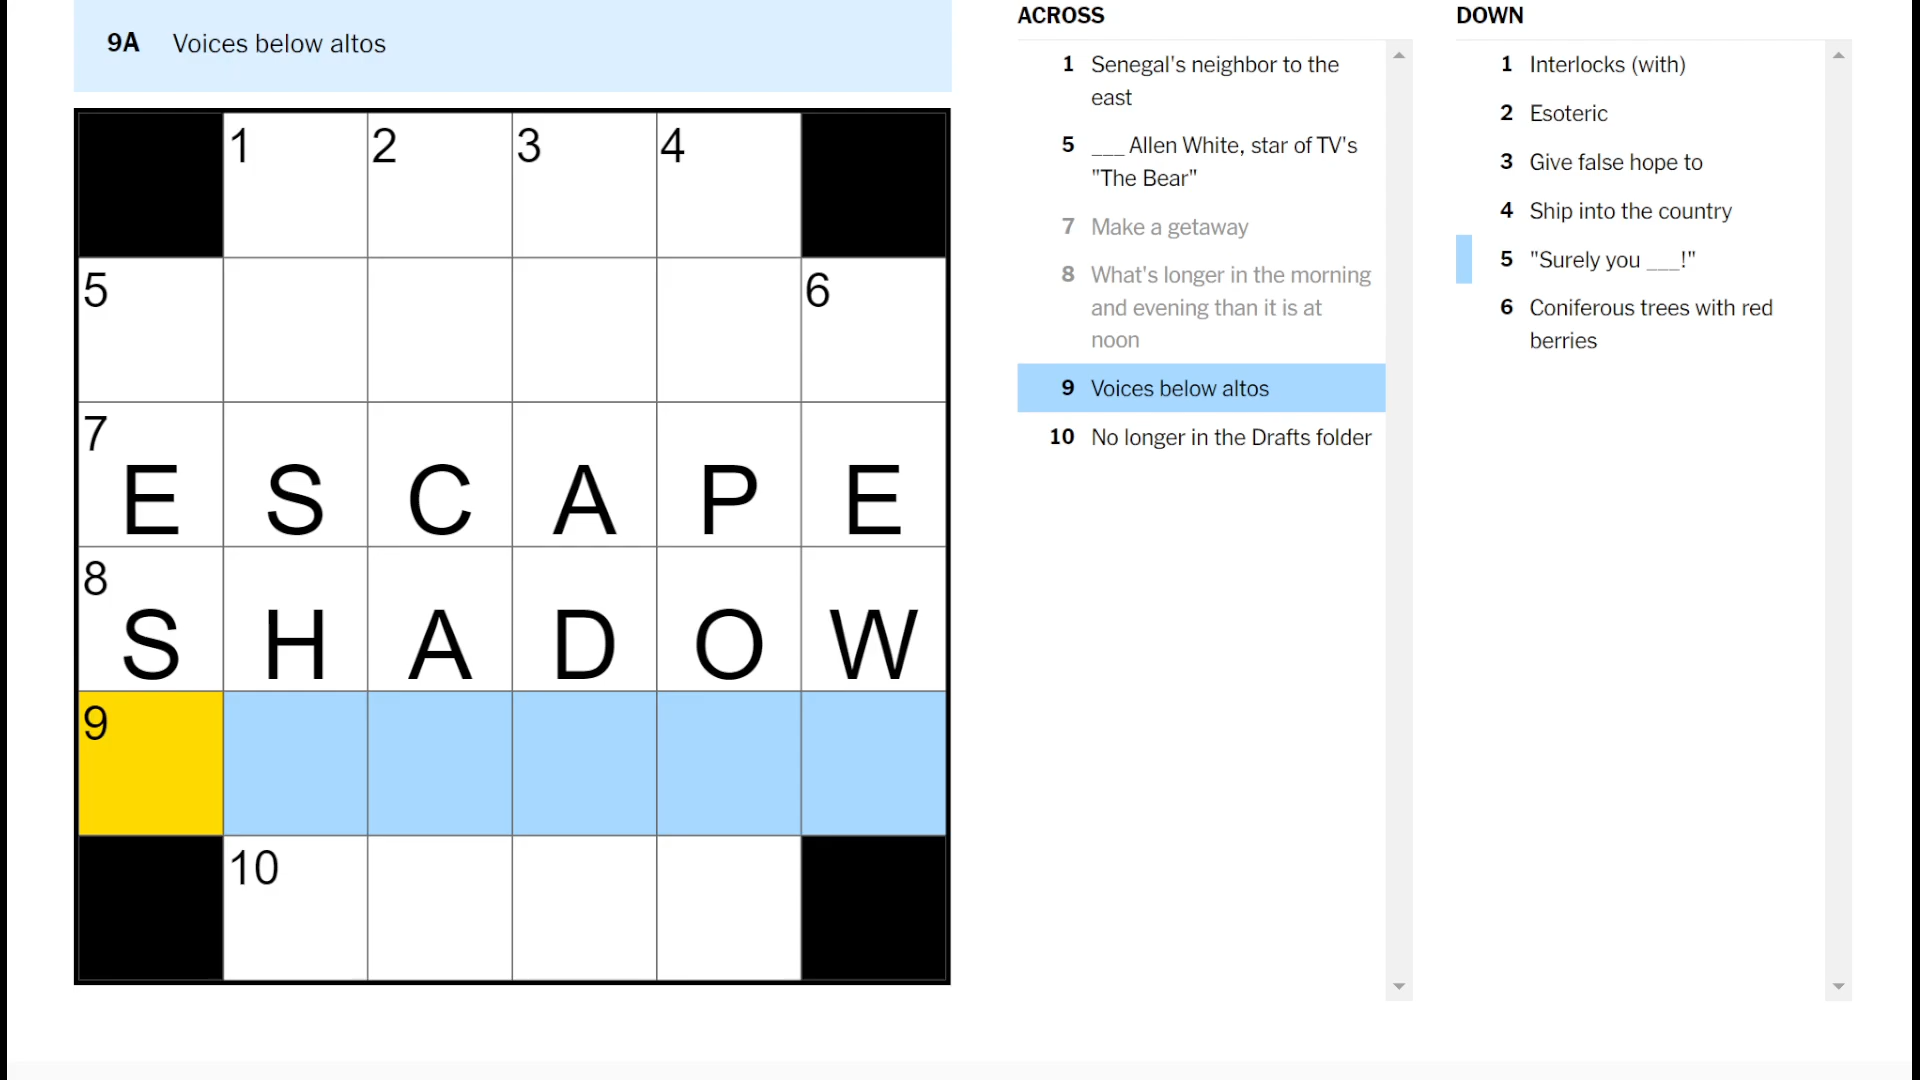 9A Voices below altos
1 2 3 4
5 6
7
E S C A P E
8
S H A D O W
9
10
ACROSS
1 Senegal's neighbor to the
east
5 ___ Allen White, star of TV's
"The Bear"
7 Make a getaway
8 What's longer in the morning
and evening than it is at
noon
9 Voices below altos
10 No longer in the Drafts folder
DOWN
1 Interlocks (with)
2 Esoteric
3 Give false hope to
4 Ship into the country
5 "Surely you ___!"
6 Coniferous trees with red
berries